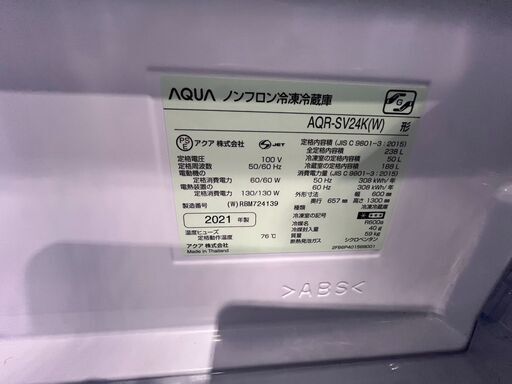 AQUA ノンフロン冷凍冷蔵庫
AQR-SV24K(W) 形
PSE アクア 株式会社 JET
定格電圧 100 V
定格周波数 50/60 Hz
電動機の
定格消費電力 60/60 W
電熱装置の
定格消費電力 130/130 W
製造番号 (W) RBM724139
2021 年製
温度ヒューズ
定格動作温度 76℃
アクア 株式会社
Made in Thailand
定格内容積 (JIS C 9801-3 : 2015)
全定格内容積 238 L
冷凍室の定格内容積 50 L
冷蔵室の定格内容積 188 L
消費電力量 (JIS C 9801-3 : 2015)
50 Hz 308 kWh/年
60 Hz 308 kWh/年
外形寸法 幅 600 mm
奥行 657 mm 高さ 1300 mm
種類 冷凍冷蔵庫
冷凍室の記号
冷媒 R600a
冷媒封入量 40 g
質量 59 kg
断熱発泡ガス シクロペンタン
>ABS<